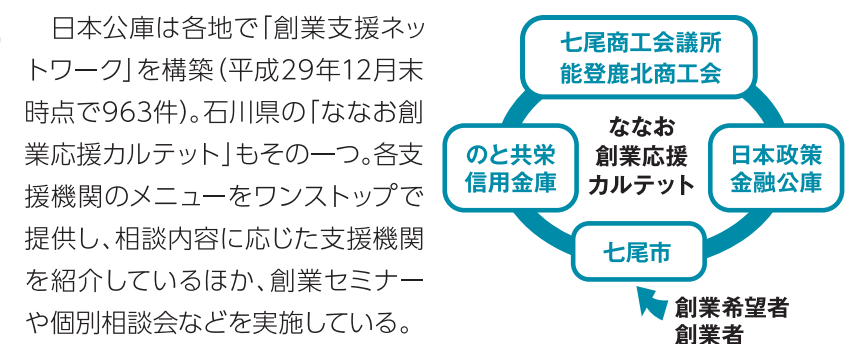 日本公庫は各地で「創業支援ネッ
トワーク」を構築(平成29年12月末
時点で963件)。石川県の「ななお創
業応援カルテット」もその一つ。各支
援機関のメニューをワンストップで
提供し、相談内容に応じた支援機関
を紹介しているほか、創業セミナー
や個別相談会などを実施している。
七尾商工会議所
能登鹿北商工会
のと共栄
信用金庫
ななお
創業応援
カルテット
日本政策
金融公庫
七尾市
創業希望者
創業者